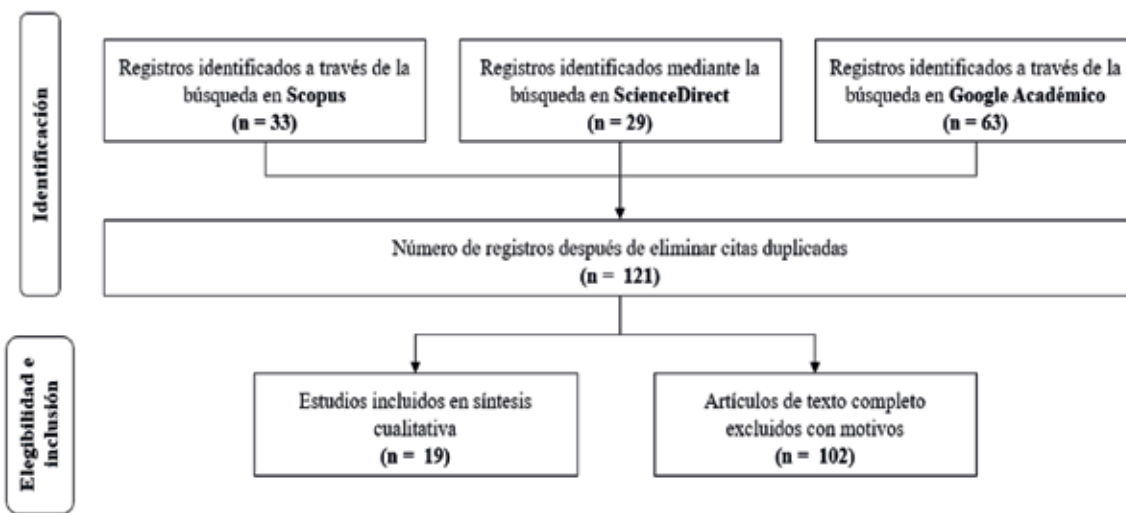 Identificación
Registros identificados a través de la
búsqueda en Scopus
(n = 33)
Registros identificados mediante la
búsqueda en ScienceDirect
(n = 29)
Registros identificados a través de la
búsqueda en Google Académico
(n = 63)
Número de registros después de eliminar citas duplicadas
(n = 121)
Elegibilidad e
inclusión
Estudios incluidos en síntesis
cualitativa
(n = 19)
Artículos de texto completo
excluidos con motivos
(n = 102)